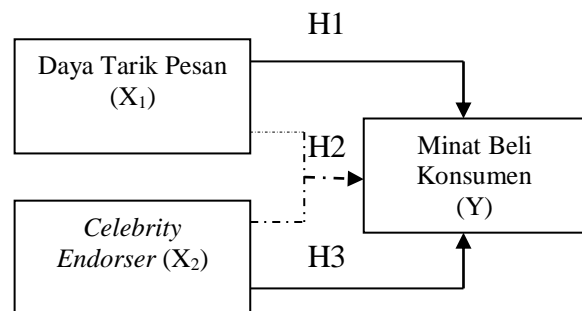 H1
Daya Tarik Pesan
(X₁)
H2
Minat Beli
Konsumen
(Y)
Celebrity
Endorser (X₂)
H3